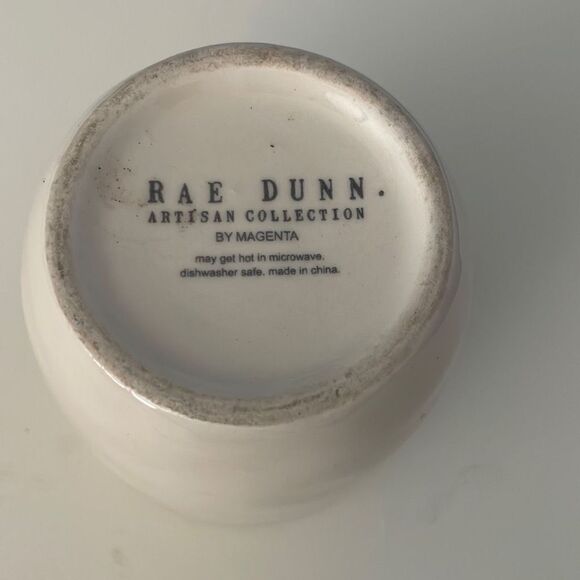 RAE DUNN.
ARTISAN COLLECTION
BY MAGENTA
may get hot in microwave.
dishwasher safe. made in china.